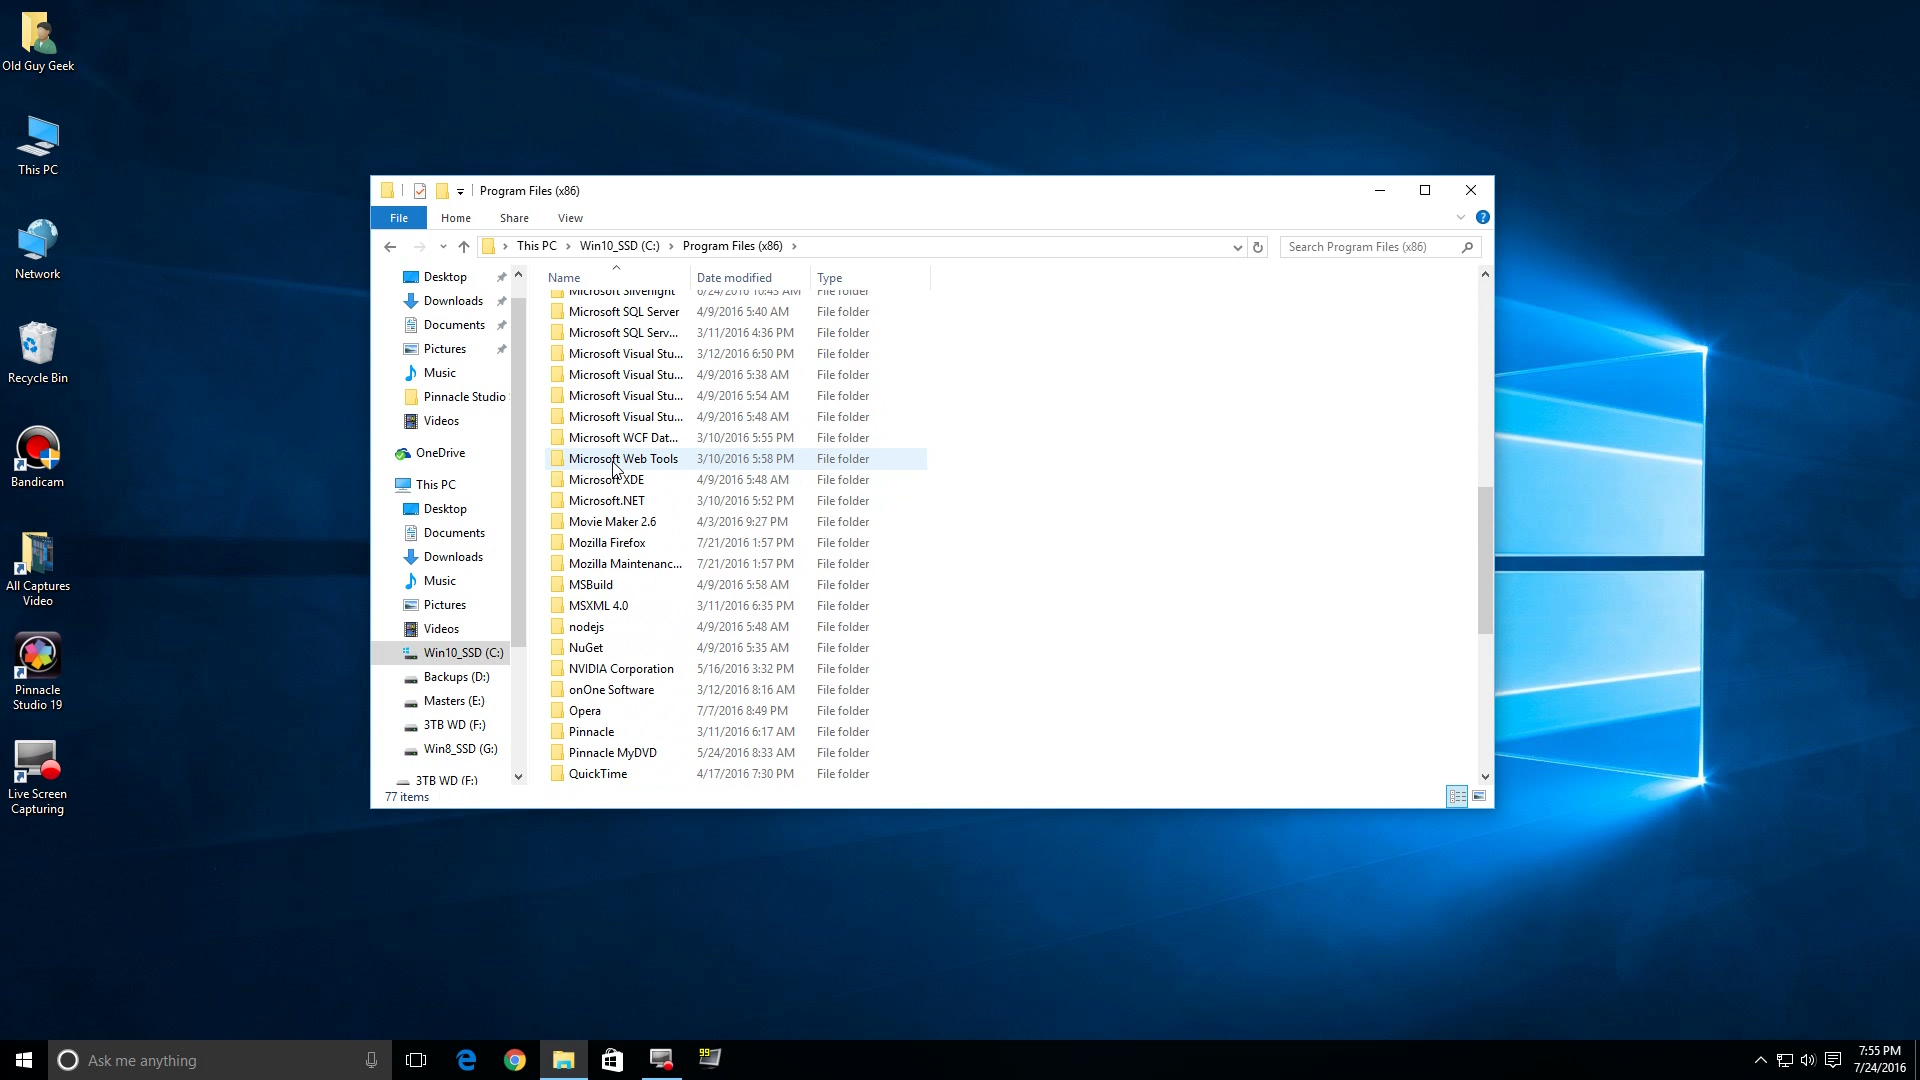 Old Guy Geek
This PC
Network
Recycle Bin
Bandicam
All Captures
Video
Pinnacle
Studio 19
Live Screen
Capturing
Program Files (x86)
File Home Share View
This PC Win10_SSD (C:) Program Files (x86)
Search Program Files (x86)
Desktop
Downloads
Documents
Pictures
Music
Pinnacle Studio
Videos
OneDrive
This PC
Desktop
Documents
Downloads
Music
Pictures
Videos
Win10_SSD (C:)
Backups (D:)
Masters (E:)
3TB WD (F:)
Win8_SSD (G:)
3TB WD (F:)
Name Date modified Type
Microsoft Silverlight 6/24/2016 10:43 AM File folder
Microsoft SQL Server 4/9/2016 5:40 AM File folder
Microsoft SQL Serv... 3/11/2016 4:36 PM File folder
Microsoft Visual Stu... 3/12/2016 6:50 PM File folder
Microsoft Visual Stu... 4/9/2016 5:38 AM File folder
Microsoft Visual Stu... 4/9/2016 5:54 AM File folder
Microsoft Visual Stu... 4/9/2016 5:48 AM File folder
Microsoft WCF Dat... 3/10/2016 5:55 PM File folder
Microsoft Web Tools 3/10/2016 5:58 PM File folder
Microsoft XDE 4/9/2016 5:48 AM File folder
Microsoft.NET 3/10/2016 5:52 PM File folder
Movie Maker 2.6 4/3/2016 9:27 PM File folder
Mozilla Firefox 7/21/2016 1:57 PM File folder
Mozilla Maintenanc... 7/21/2016 1:57 PM File folder
MSBuild 4/9/2016 5:58 AM File folder
MSXML 4.0 3/11/2016 6:35 PM File folder
nodejs 4/9/2016 5:48 AM File folder
NuGet 4/9/2016 5:35 AM File folder
NVIDIA Corporation 5/16/2016 3:32 PM File folder
onOne Software 3/12/2016 8:16 AM File folder
Opera 7/7/2016 8:49 PM File folder
Pinnacle 3/11/2016 6:17 AM File folder
Pinnacle MyDVD 5/24/2016 8:33 AM File folder
QuickTime 4/17/2016 7:30 PM File folder
77 items
Ask me anything
99
7:55 PM
7/24/2016